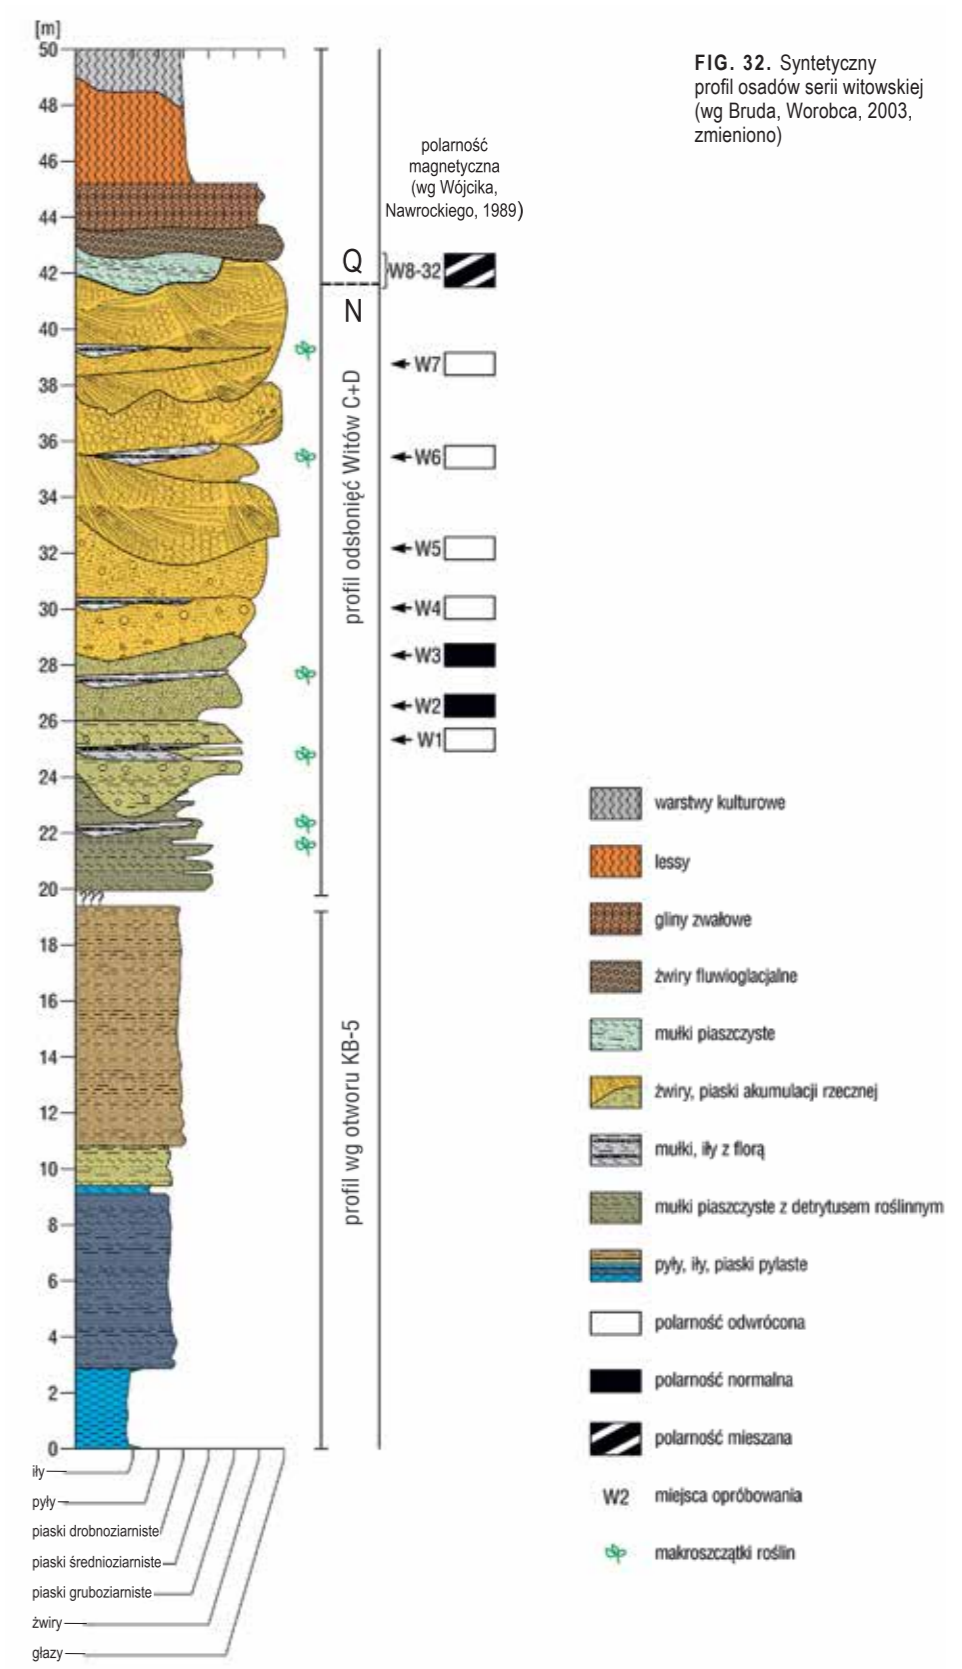 [m]
50
48
46
44
42
40
38
36
34
32
30
28
26
24
22
20
???
18
16
14
12
10
8
6
4
2
0
iły
pyły
piaski drobnoziarniste
piaski średnioziarniste
piaski gruboziarniste
żwiry
głazy
Q
N
profil odsłonięć Witów C+D
profil wg otworu KB-5
polarność
magnetyczna
(wg Wójcika,
Nawrockiego, 1989)
W8-32
W7
W6
W5
W4
W3
W2
W1
FIG. 32. Syntetyczny
profil osadów serii witowskiej
(wg Bruda, Worobca, 2003,
zmieniono)
warstwy kulturowe
lessy
gliny zwałowe
żwiry fluwioglacjalne
mułki piaszczyste
żwiry, piaski akumulacji rzecznej
mułki, iły z florą
mułki piaszczyste z detrytusem roślinnym
pyły, iły, piaski pylaste
polarność odwrócona
polarność normalna
polarność mieszana
W2 miejsca opróbowania
makroszczątki roślin